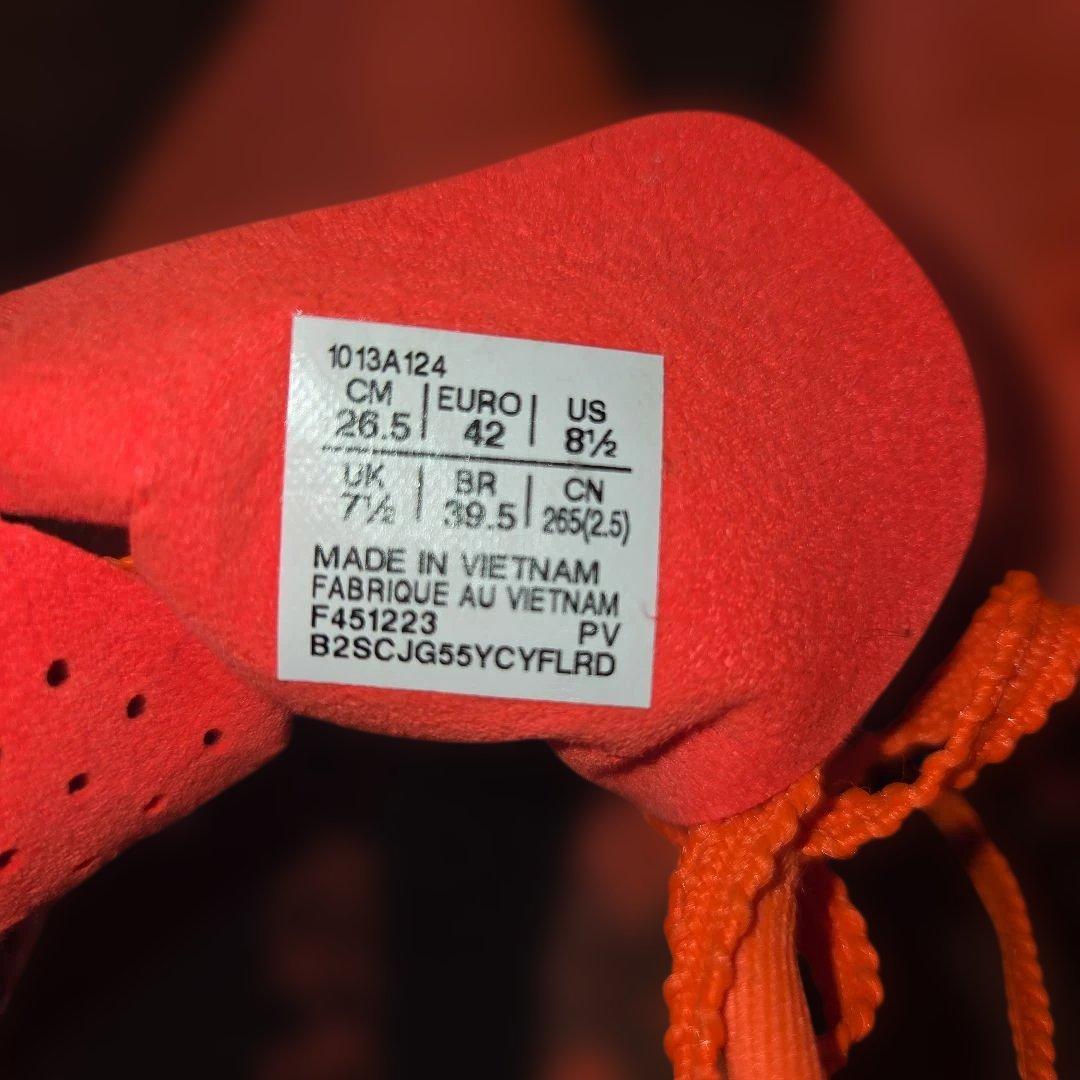 1013A124
CM | EURO | US
26.5 | 42 | 8½
UK | BR | CN
7½ | 39.5 | 265(2.5)
MADE IN VIETNAM
FABRIQUE AU VIETNAM
F451223 PV
B2SCJG55YCYFLRD